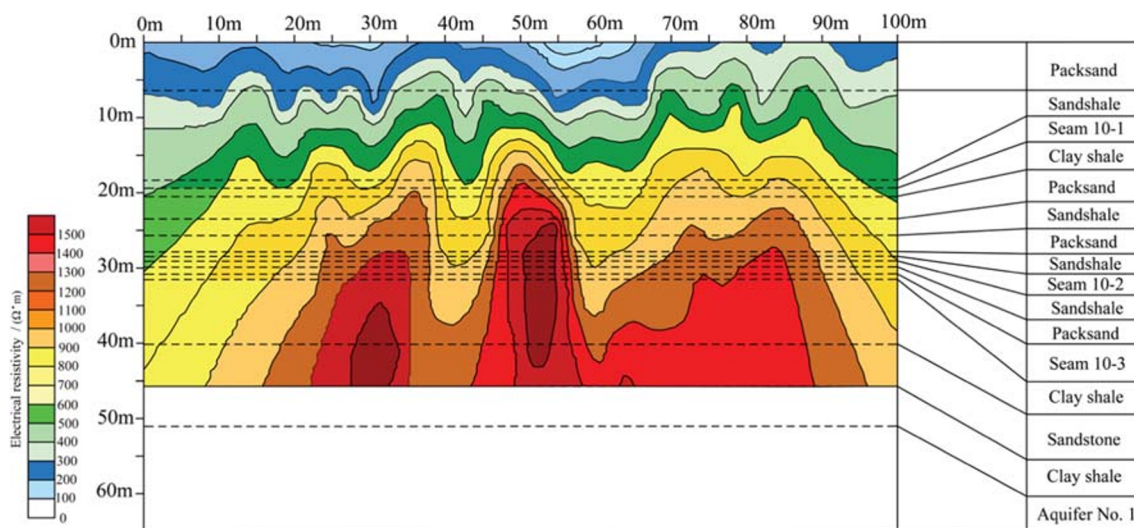 0m 10m 20m 30m 40m 50m 60m 70m 80m 90m 100m
0m
10m
20m
30m
40m
50m
60m
Electrical resistivity / (Ω*m)
1500
1400
1300
1200
1100
1000
900
800
700
600
500
400
300
200
100
0
Packsand
Sandshale
Seam 10-1
Clay shale
Packsand
Sandshale
Packsand
Sandshale
Seam 10-2
Sandshale
Packsand
Seam 10-3
Clay shale
Sandstone
Clay shale
Aquifer No. 1